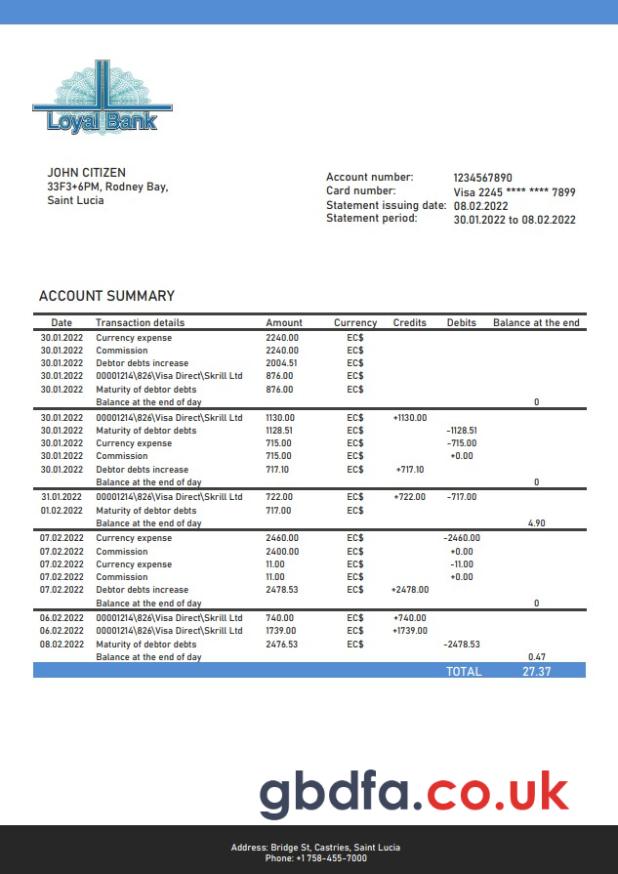 Loyal Bank
JOHN CITIZEN
33F3+6PM, Rodney Bay,
Saint Lucia
Account number: 1234567890
Card number: Visa 2245 **** **** 7899
Statement issuing date: 08.02.2022
Statement period: 30.01.2022 to 08.02.2022
ACCOUNT SUMMARY
Date Transaction details Amount Currency Credits Debits Balance at the end
30.01.2022 Currency expense 2240.00 EC$
30.01.2022 Commission 2240.00 EC$
30.01.2022 Debtor debts increase 2004.51 EC$
30.01.2022 00001214\826\Visa Direct\Skrill Ltd 876.00 EC$
30.01.2022 Maturity of debtor debts 876.00 EC$
Balance at the end of day 0
30.01.2022 00001214\826\Visa Direct\Skrill Ltd 1130.00 EC$ +1130.00
30.01.2022 Maturity of debtor debts 1128.51 EC$ -1128.51
30.01.2022 Currency expense 715.00 EC$ -715.00
30.01.2022 Commission 715.00 EC$ +0.00
30.01.2022 Debtor debts increase 717.10 EC$ +717.10
Balance at the end of day 0
31.01.2022 00001214\826\Visa Direct\Skrill Ltd 722.00 EC$ +722.00 -717.00
01.02.2022 Maturity of debtor debts 717.00 EC$
Balance at the end of day 4.90
07.02.2022 Currency expense 2460.00 EC$ -2460.00
07.02.2022 Commission 2400.00 EC$ +0.00
07.02.2022 Currency expense 11.00 EC$ -11.00
07.02.2022 Commission 11.00 EC$ +0.00
07.02.2022 Debtor debts increase 2478.53 EC$ +2478.00
Balance at the end of day 0
06.02.2022 00001214\826\Visa Direct\Skrill Ltd 740.00 EC$ +740.00
06.02.2022 00001214\826\Visa Direct\Skrill Ltd 1739.00 EC$ +1739.00
08.02.2022 Maturity of debtor debts 2476.53 EC$ -2478.53
Balance at the end of day 0.47
TOTAL 27.37
gbdfa.co.uk
Address: Bridge St, Castries, Saint Lucia
Phone: +1 758-455-7000